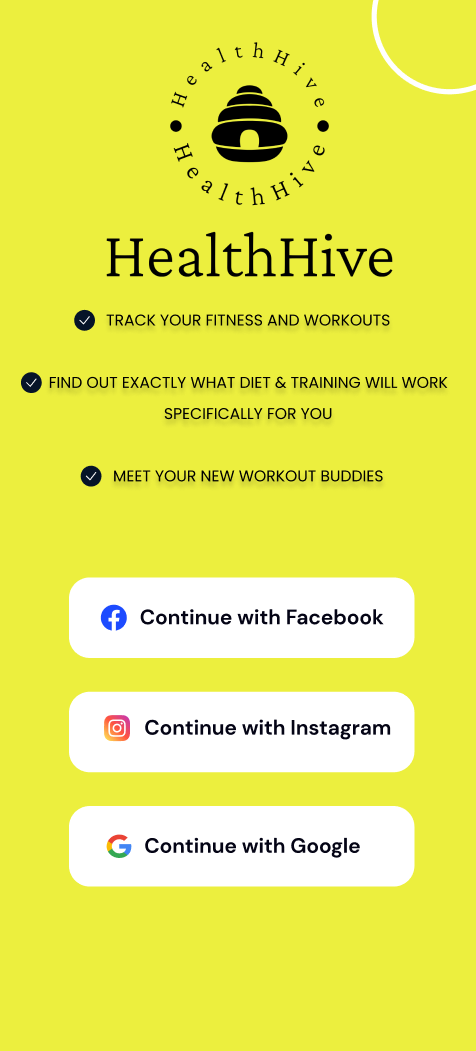 HealthHive
HealthHive
HealthHive
TRACK YOUR FITNESS AND WORKOUTS
FIND OUT EXACTLY WHAT DIET & TRAINING WILL WORK
SPECIFICALLY FOR YOU
MEET YOUR NEW WORKOUT BUDDIES
Continue with Facebook
Continue with Instagram
Continue with Google